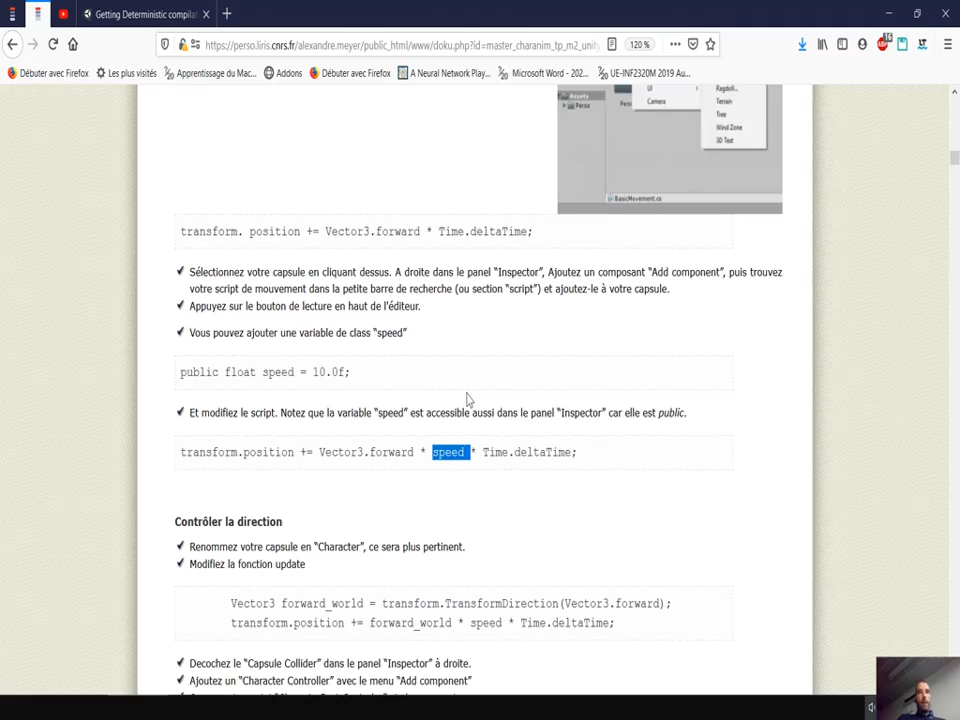 Getting Deterministic compilat
https://perso.liris.cnrs.fr/alexandre.meyer/public_html/www/doku.php?id=master_charanim_tp_m2_unity
120 %
16
Débuter avec Firefox
Les plus visités
Apprentissage du Mac...
Addons
Débuter avec Firefox
A Neural Network Play...
Microsoft Word - 202...
UE-INF2320M 2019 Au...
Ragdoll...
Assets
Camera
Terrain
Perso
Tree
Wind Zone
3D Text
BasicMovement.cs
transform. position += Vector3.forward * Time.deltaTime;
Sélectionnez votre capsule en cliquant dessus. A droite dans le panel “Inspector”, Ajoutez un composant “Add component”, puis trouvez
votre script de mouvement dans la petite barre de recherche (ou section “script”) et ajoutez-le à votre capsule.
Appuyez sur le bouton de lecture en haut de l'éditeur.
Vous pouvez ajouter une variable de class “speed”
public float speed = 10.0f;
Et modifiez le script. Notez que la variable “speed” est accessible aussi dans le panel “Inspector” car elle est public.
transform.position += Vector3.forward * speed * Time.deltaTime;
Contrôler la direction
Renommez votre capsule en “Character”, ce sera plus pertinent.
Modifiez la fonction update
Vector3 forward_world = transform.TransformDirection(Vector3.forward);
transform.position += forward_world * speed * Time.deltaTime;
Decochez le “Capsule Collider” dans le panel “Inspector” à droite.
Ajoutez un “Character Controller” avec le menu “Add component”